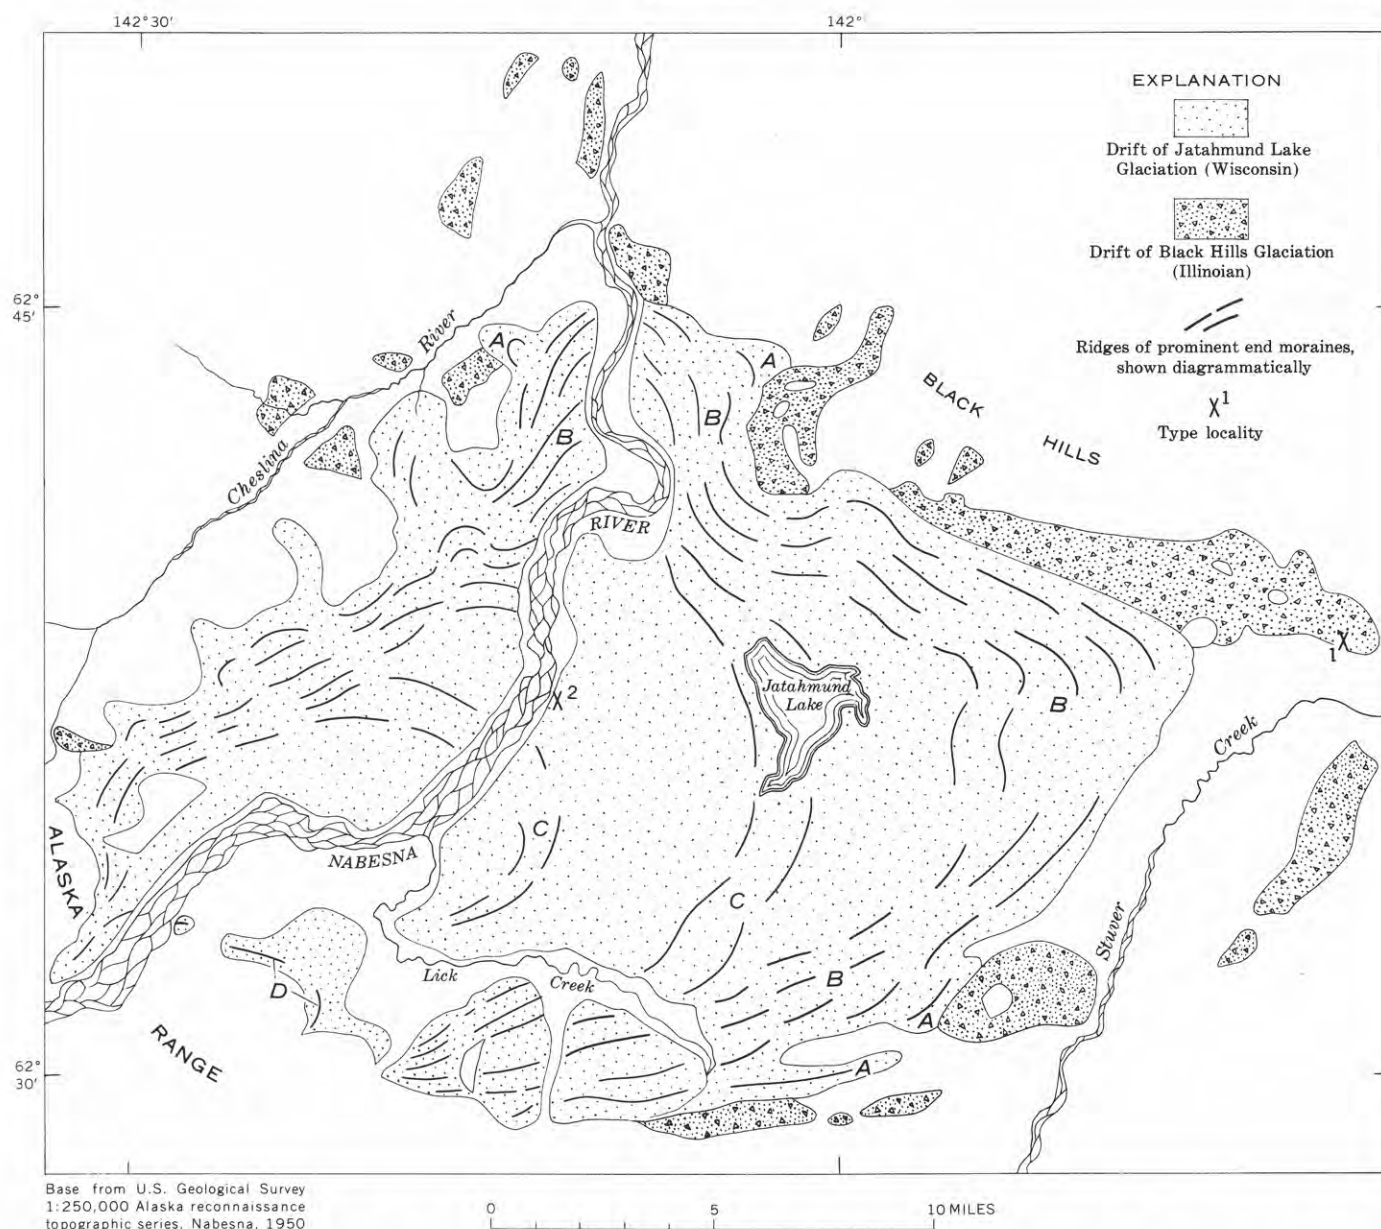 142°30'
142°
EXPLANATION
Drift of Jatahmund Lake
Glaciation (Wisconsin)
Drift of Black Hills Glaciation
(Illinoian)
Ridges of prominent end moraines,
shown diagrammatically
X1
Type locality
62°
45'
Cheslina River
A
A
BLACK HILLS
B
B
RIVER
2
Jatahmund
Lake
B
1
Stuver Creek
ALASKA
NABESNA
C
C
Lick Creek
D
B
A
RANGE
A
62°
30'
Base from U.S. Geological Survey
1:250,000 Alaska reconnaissance
topographic series, Nabesna, 1950
0 5 10 MILES